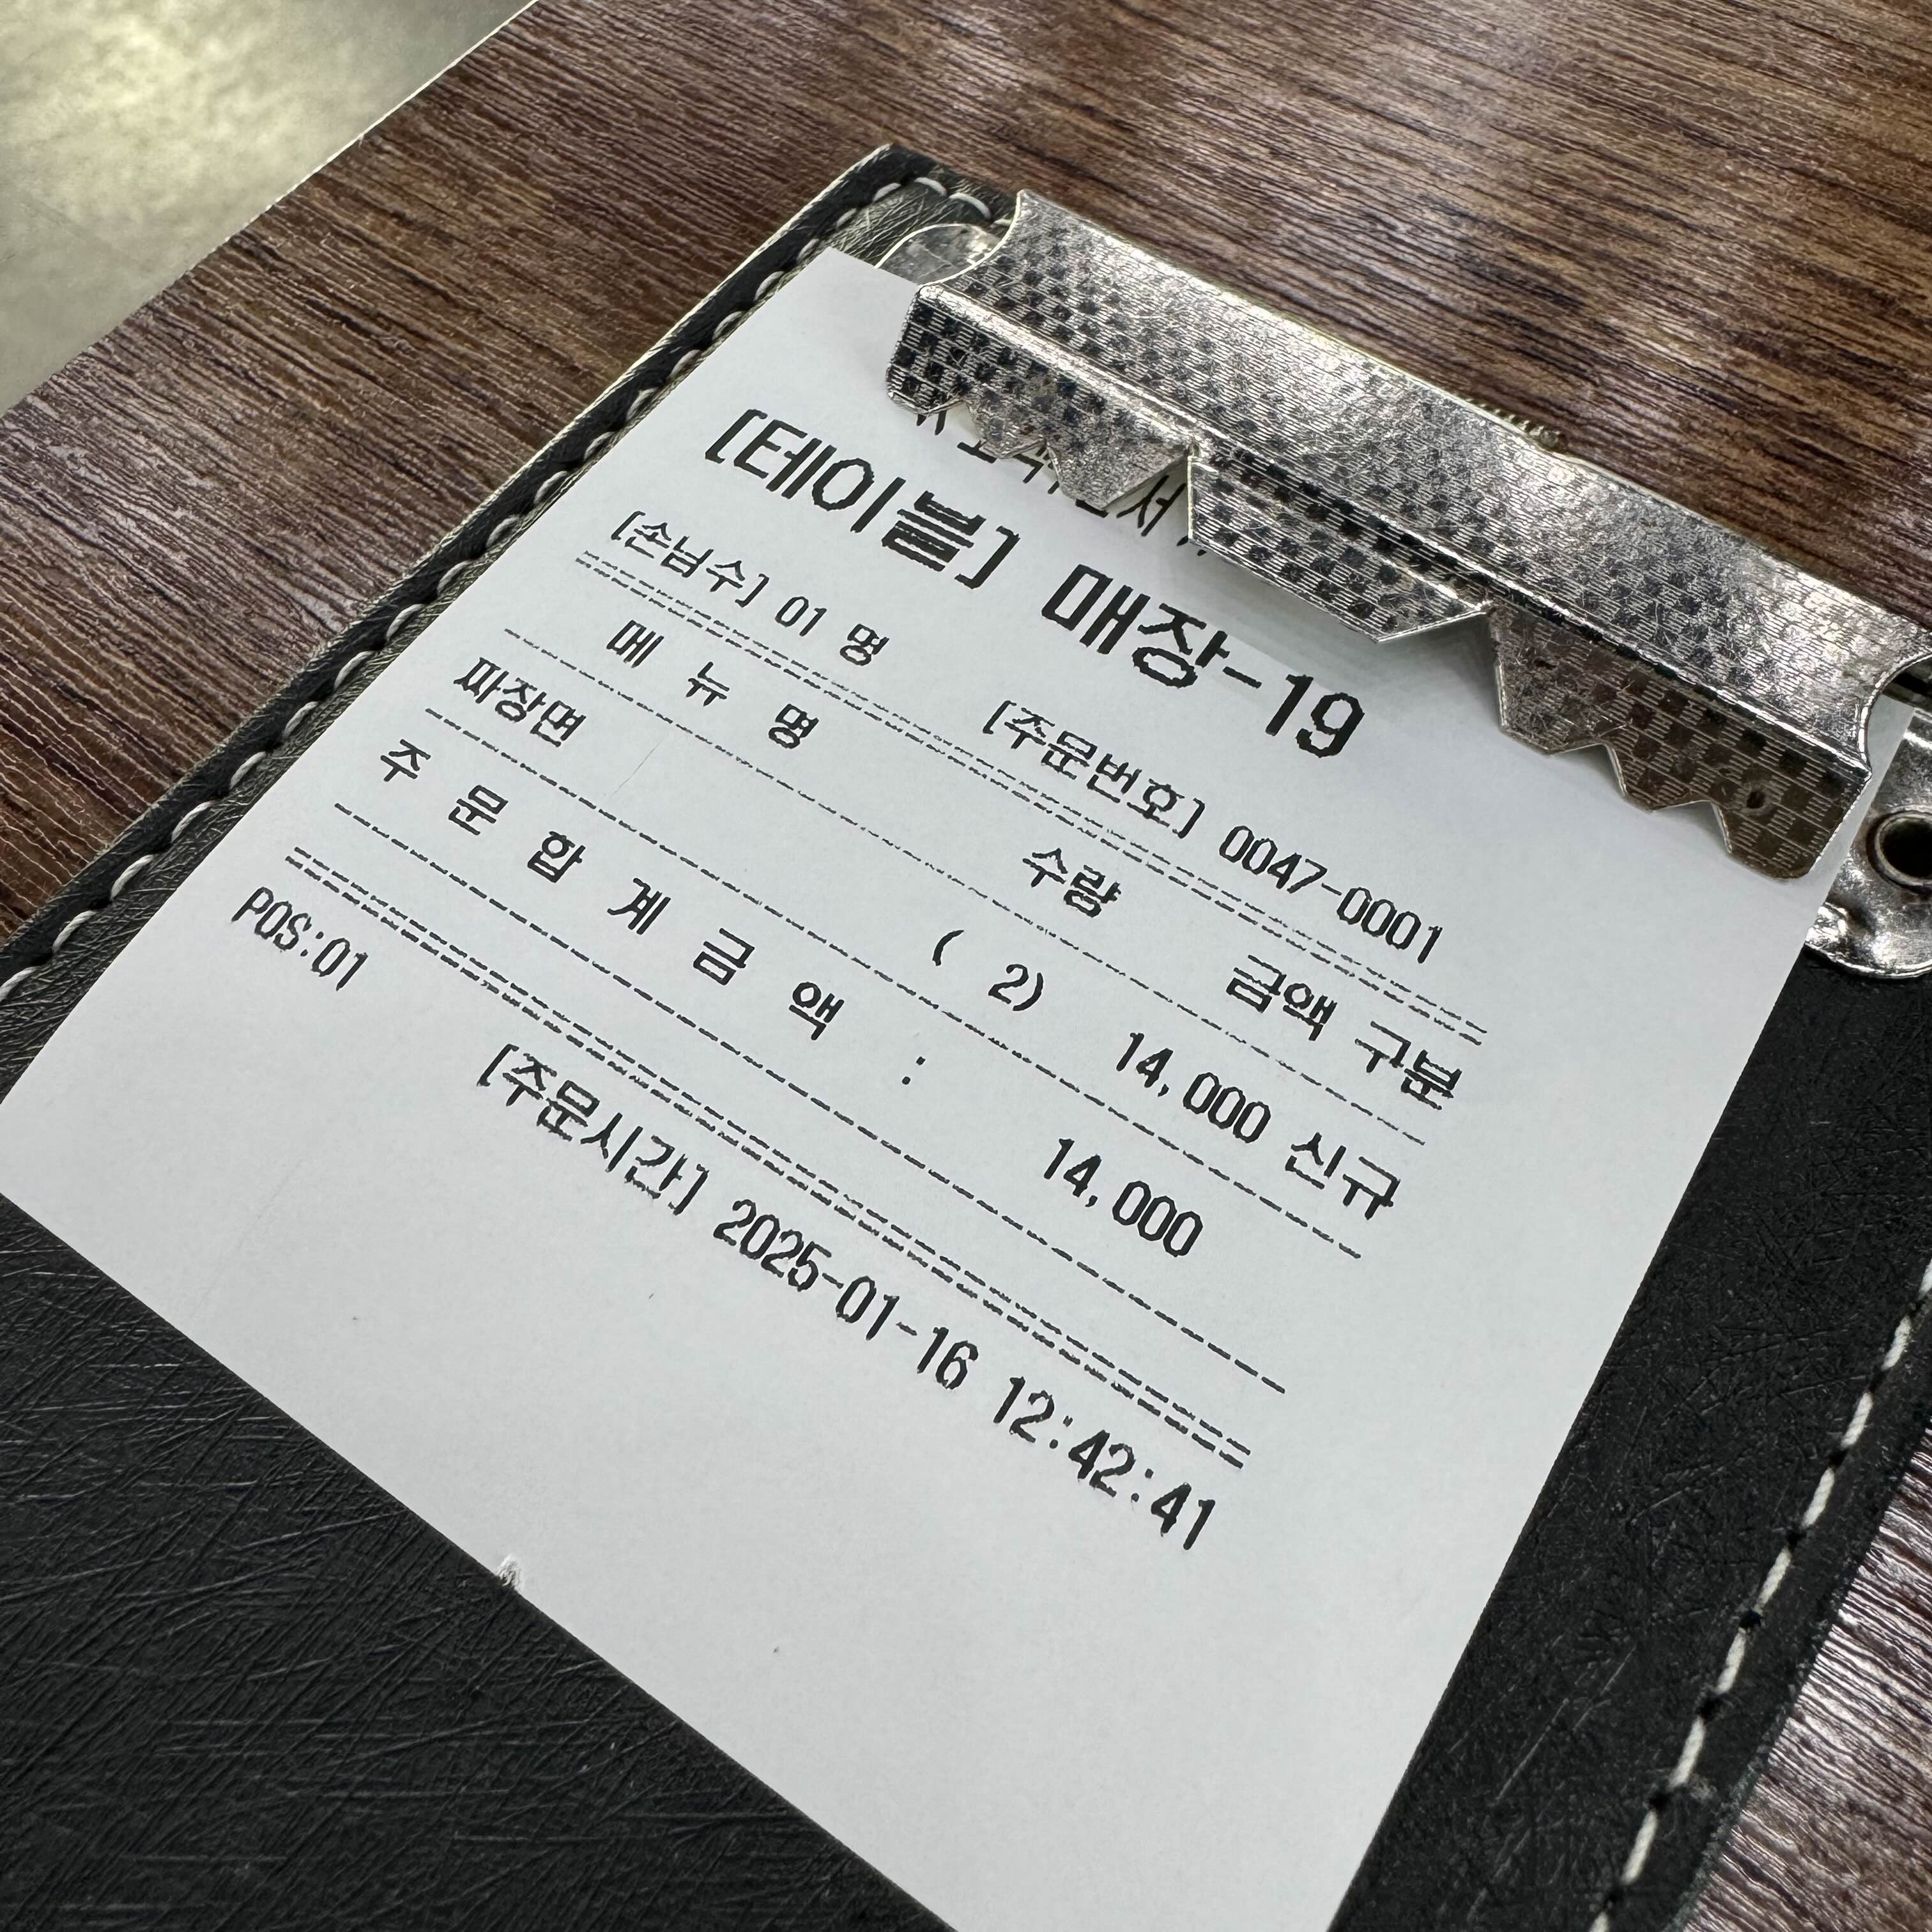 [테이블] 매장-19
[손님수] 01 명 [주문번호] 0047-0001
메 뉴 명 수량 금액 구분
짜장면 ( 2) 14,000 신규
주 문 합 계 금 액 : 14,000
POS:01
[주문시간] 2025-01-16 12:42:41